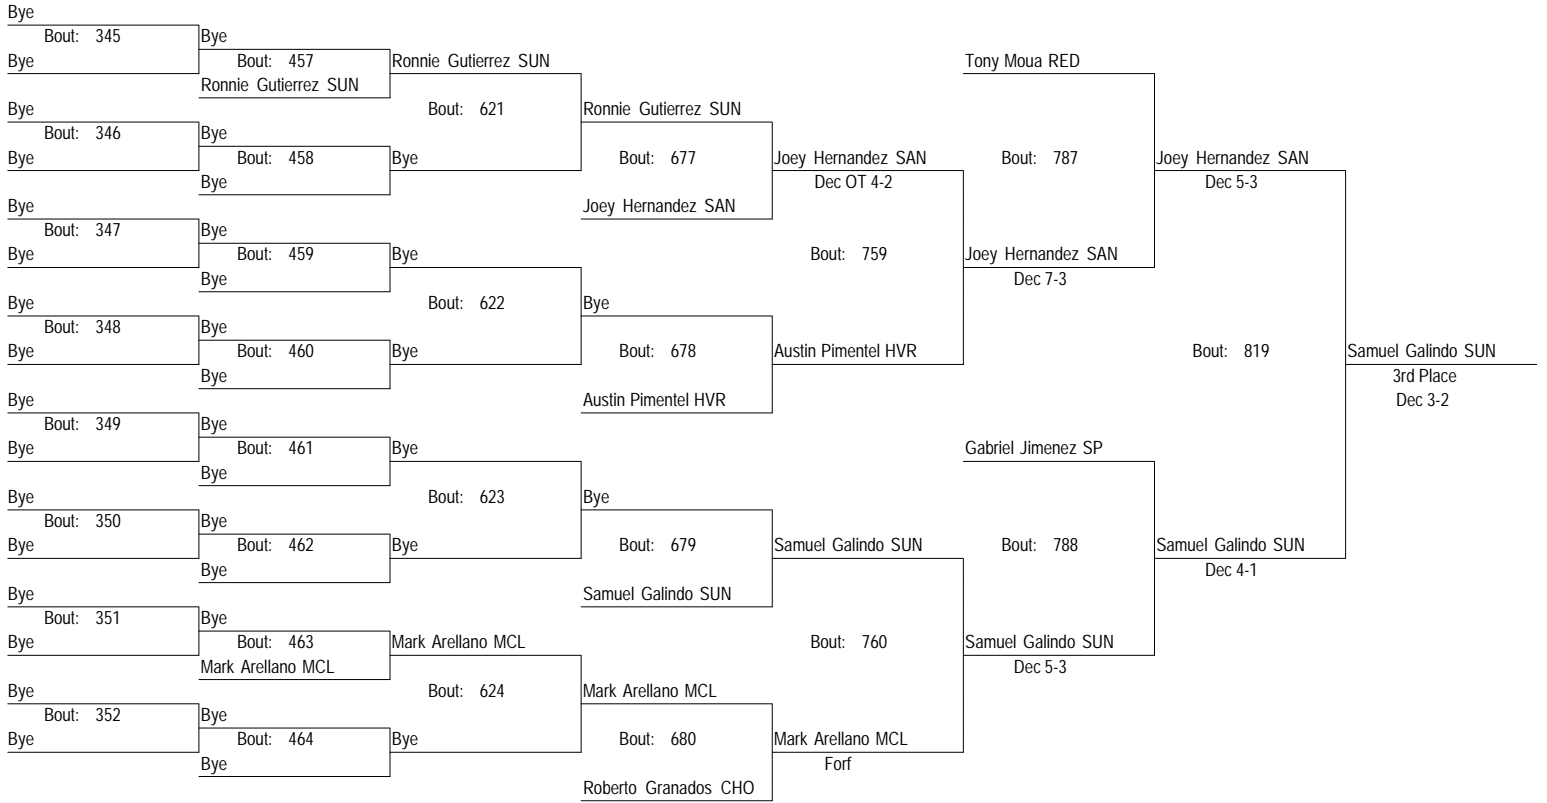 Bye
Bout: 345
Bye
Bye
Bout: 457
Ronnie Gutierrez SUN
Ronnie Gutierrez SUN
Bye
Bout: 346
Bye
Bye
Bout: 458
Bye
Bye
Bout: 621
Ronnie Gutierrez SUN
Bout: 677
Joey Hernandez SAN
Joey Hernandez SAN
Dec OT 4-2
Bye
Bout: 347
Bye
Bye
Bout: 459
Bye
Bye
Bye
Bout: 348
Bye
Bye
Bout: 460
Bye
Bye
Bout: 622
Bye
Bout: 678
Austin Pimentel HVR
Austin Pimentel HVR
Bout: 759
Joey Hernandez SAN
Dec 7-3
Tony Moua RED
Bout: 787
Joey Hernandez SAN
Dec 5-3
Bye
Bout: 349
Bye
Bye
Bout: 461
Bye
Bye
Bye
Bout: 350
Bye
Bye
Bout: 462
Bye
Bye
Bout: 623
Bye
Bout: 679
Samuel Galindo SUN
Samuel Galindo SUN
Bye
Bout: 351
Bye
Bye
Bout: 463
Mark Arellano MCL
Mark Arellano MCL
Bye
Bout: 352
Bye
Bye
Bout: 464
Bye
Bye
Bout: 624
Mark Arellano MCL
Bout: 680
Roberto Granados CHO
Mark Arellano MCL
Forf
Bout: 760
Samuel Galindo SUN
Dec 5-3
Gabriel Jimenez SP
Bout: 788
Samuel Galindo SUN
Dec 4-1
Bout: 819
Samuel Galindo SUN
3rd Place
Dec 3-2